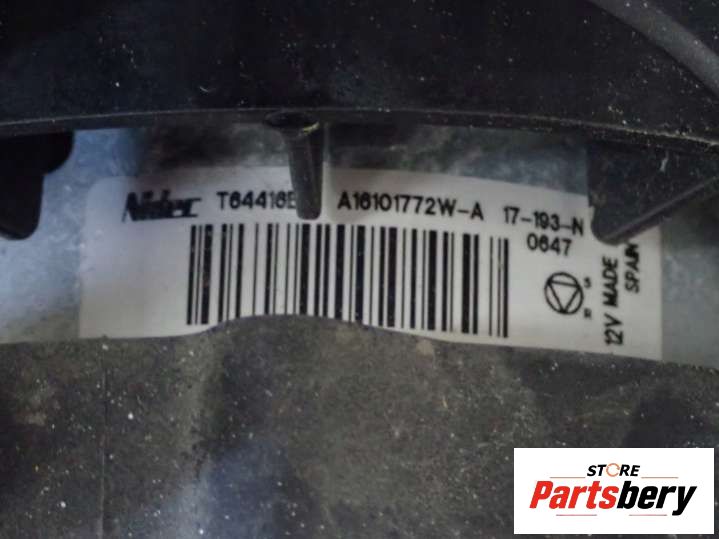 Nidec T64416E A16101772W-A 17-193-N
0647
S
R
12V MADE
SPAIN
STORE
Partsbery